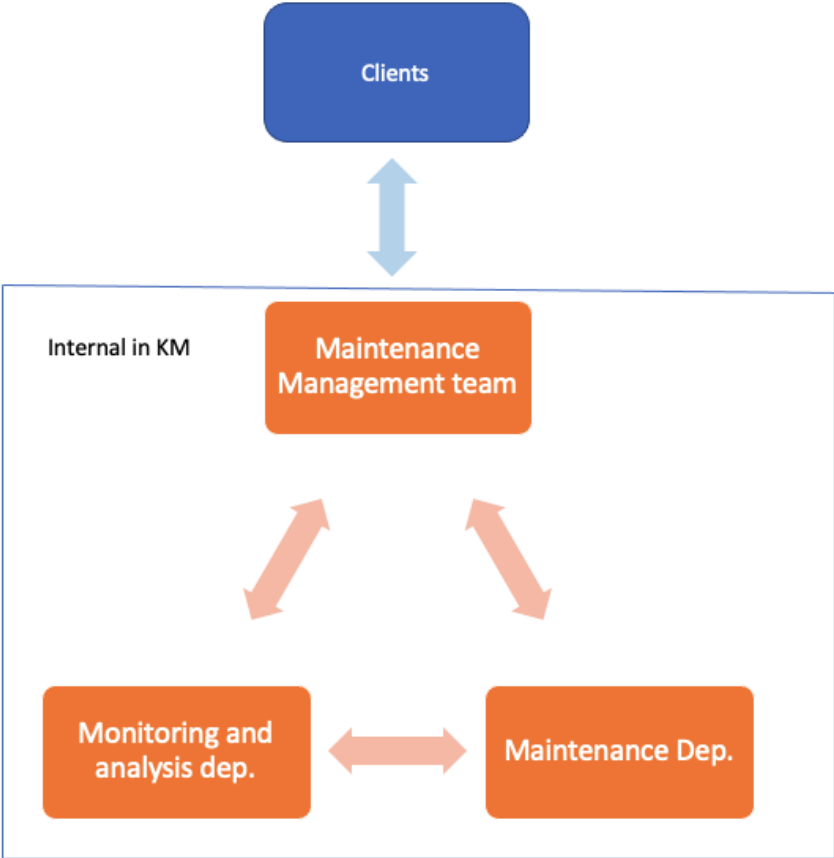 Clients
Internal in KM
Maintenance
Management team
Monitoring and
analysis dep.
Maintenance Dep.